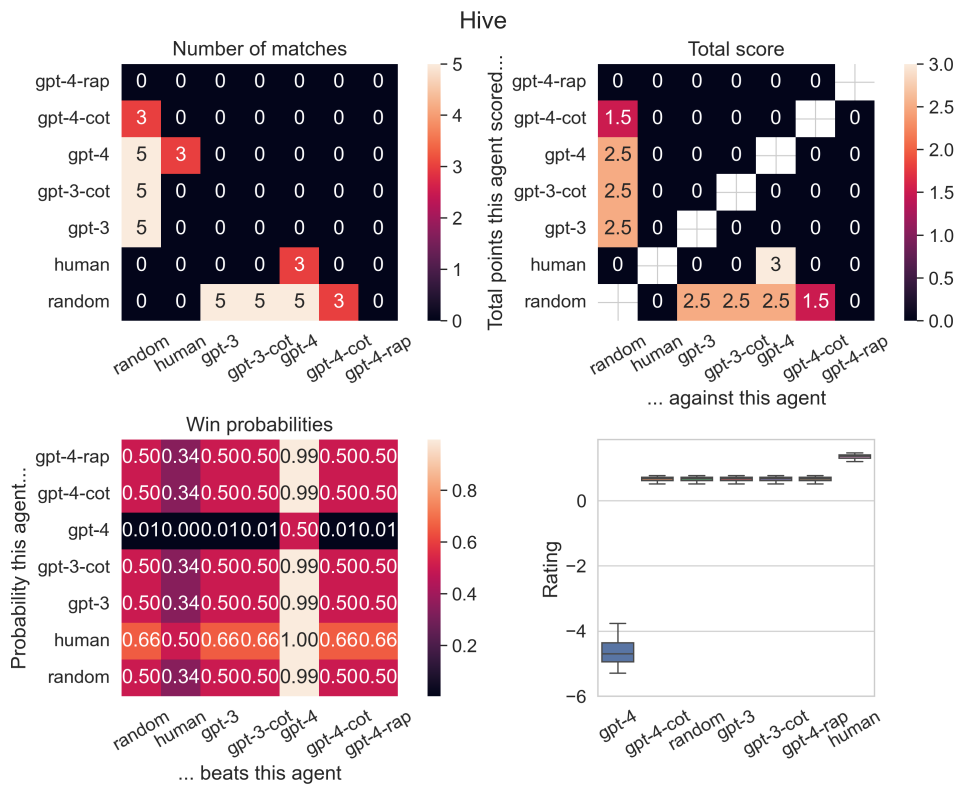 Hive
Number of matches
gpt-4-rap 0 0 0 0 0 0 0
gpt-4-cot 3 0 0 0 0 0 0
gpt-4 5 3 0 0 0 0 0
gpt-3-cot 5 0 0 0 0 0 0
gpt-3 5 0 0 0 0 0 0
human 0 0 0 0 3 0 0
random 0 0 5 5 5 3 0
random human gpt-3 gpt-3-cot gpt-4 gpt-4-cot gpt-4-rap
5
4
3
2
1
0
Total score
Total points this agent scored...
gpt-4-rap 0 0 0 0 0 0
gpt-4-cot 1.5 0 0 0 0 0
gpt-4 2.5 0 0 0 0 0
gpt-3-cot 2.5 0 0 0 0 0
gpt-3 2.5 0 0 0 0 0
human 0 0 0 3 0 0
random 0 2.5 2.5 2.5 1.5 0
random human gpt-3 gpt-3-cot gpt-4 gpt-4-cot gpt-4-rap
... against this agent
3.0
2.5
2.0
1.5
1.0
0.5
0.0
Win probabilities
Probability this agent...
gpt-4-rap 0.50 0.34 0.50 0.50 0.99 0.50 0.50
gpt-4-cot 0.50 0.34 0.50 0.50 0.99 0.50 0.50
gpt-4 0.01 0.00 0.01 0.01 0.50 0.01 0.01
gpt-3-cot 0.50 0.34 0.50 0.50 0.99 0.50 0.50
gpt-3 0.50 0.34 0.50 0.50 0.99 0.50 0.50
human 0.66 0.50 0.66 0.66 1.00 0.66 0.66
random 0.50 0.34 0.50 0.50 0.99 0.50 0.50
random human gpt-3 gpt-3-cot gpt-4 gpt-4-cot gpt-4-rap
... beats this agent
0.8
0.6
0.4
0.2
Rating
0
−2
−4
−6
gpt-4 gpt-4-cot random gpt-3 gpt-3-cot gpt-4-rap human